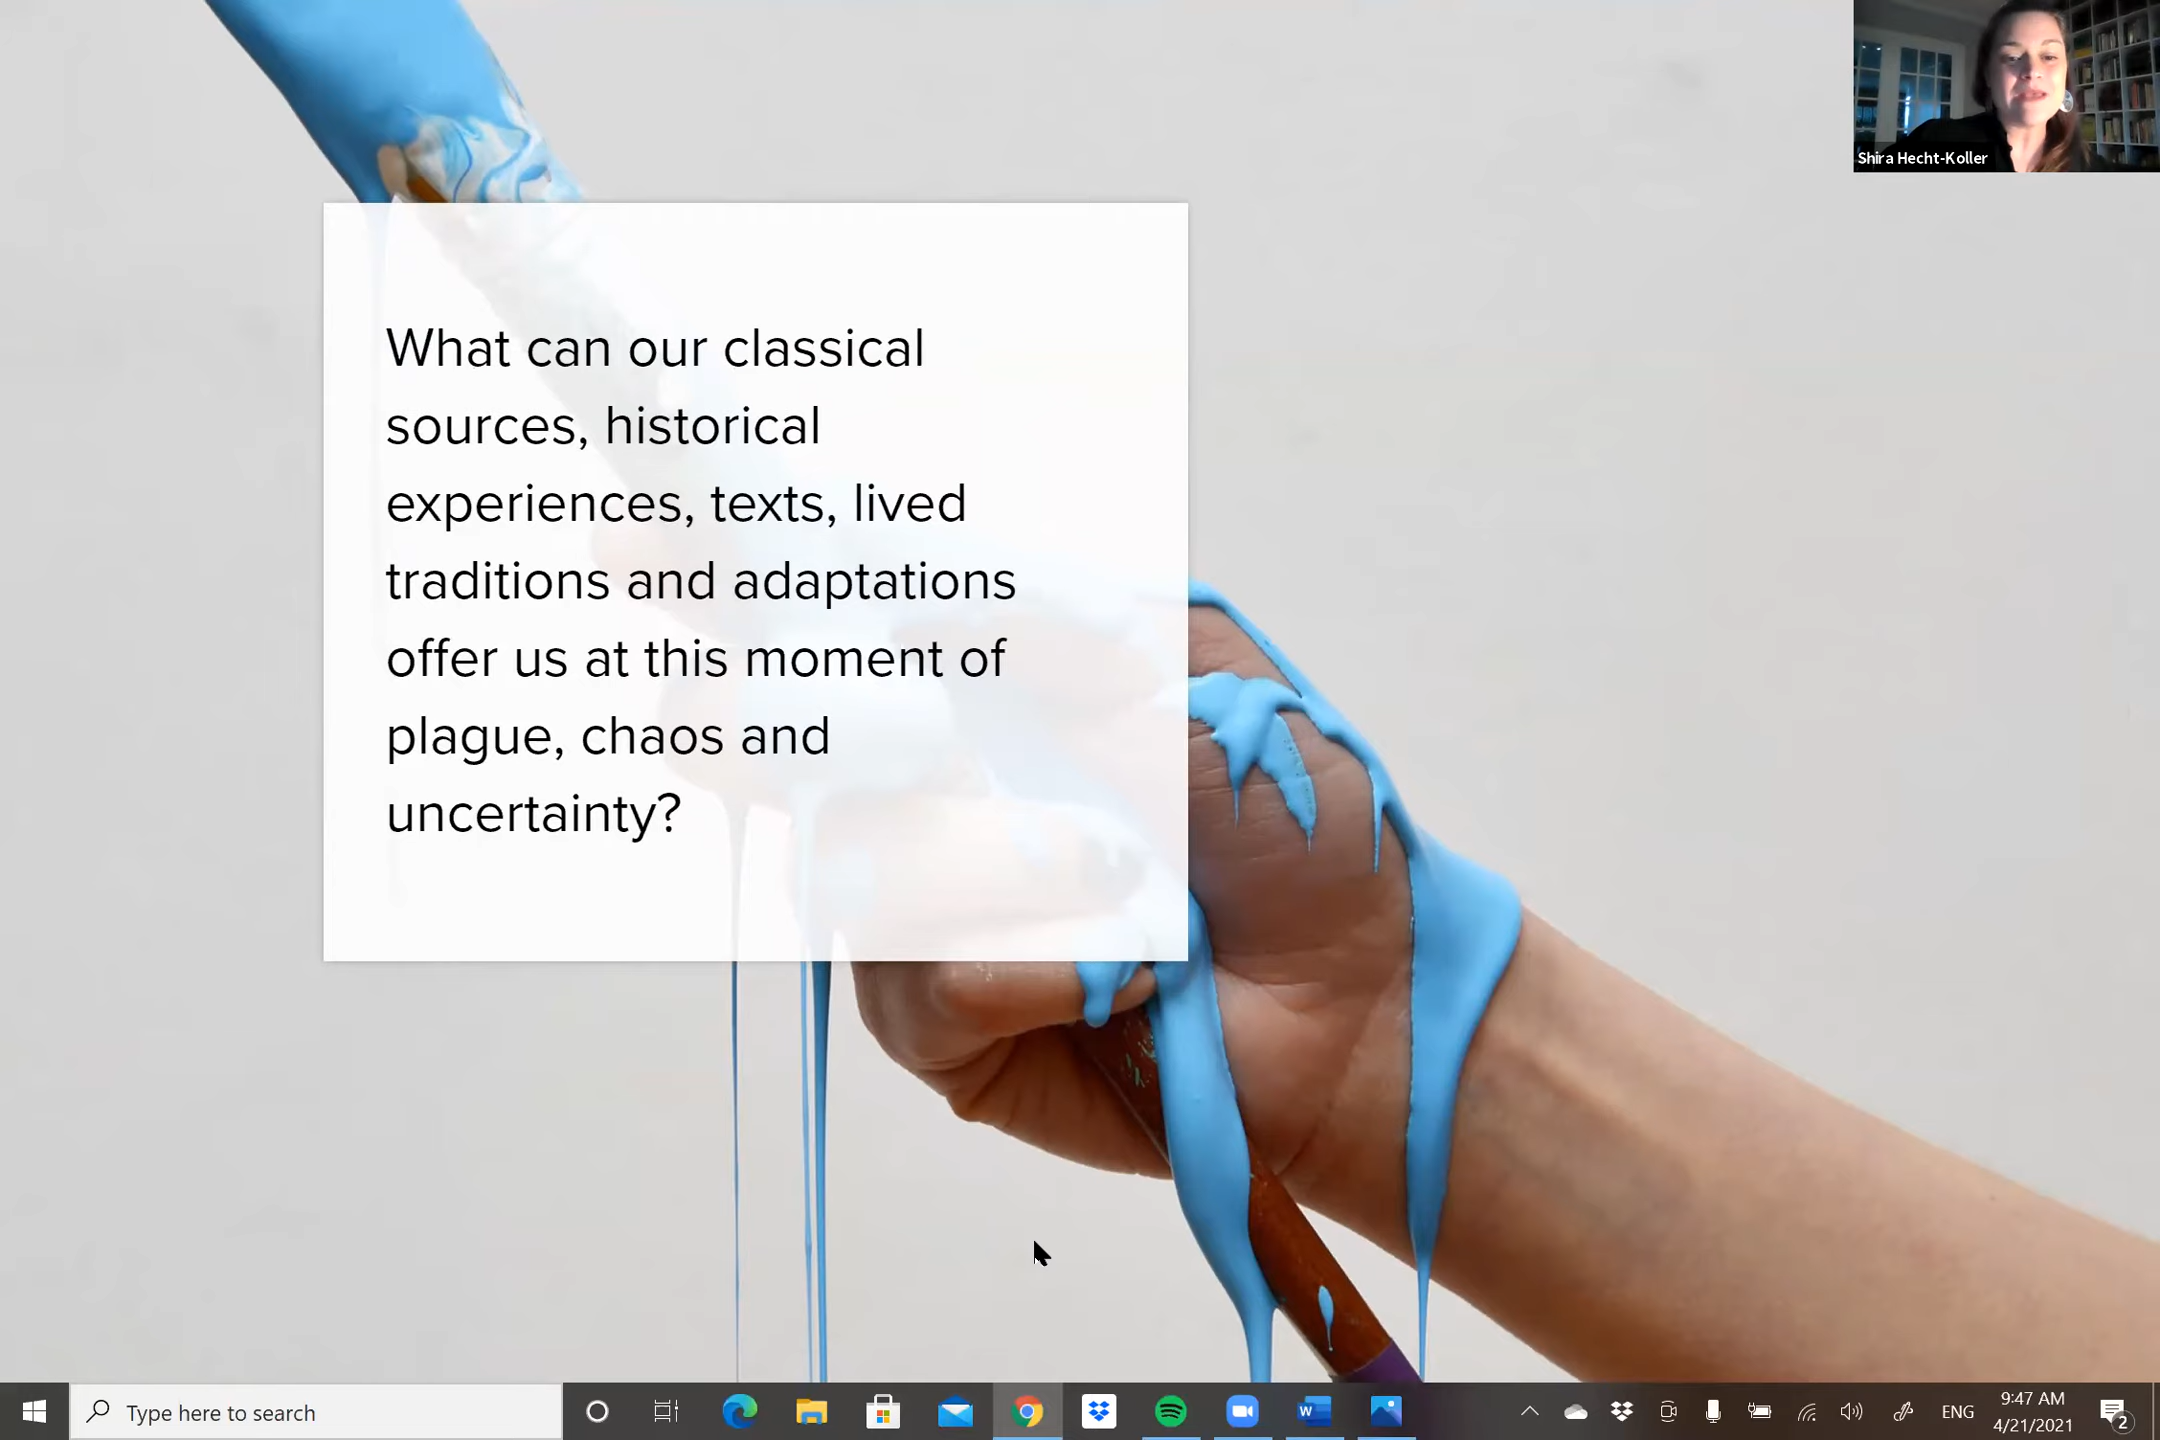 Shira Hecht-Koller
What can our classical
sources, historical
experiences, texts, lived
traditions and adaptations
offer us at this moment of
plague, chaos and
uncertainty?
Type here to search
W
ENG
9:47 AM
4/21/2021
2